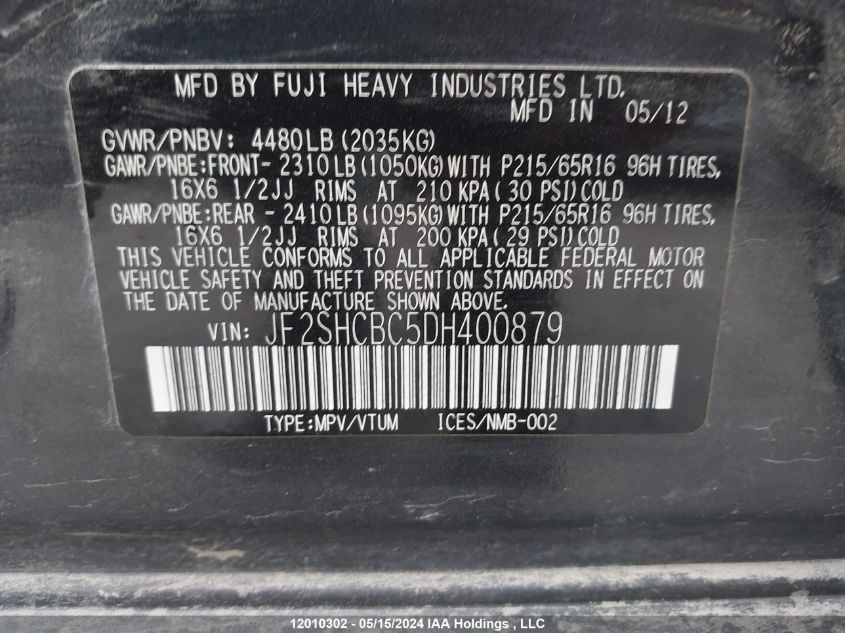 MFD BY FUJI HEAVY INDUSTRIES LTD.
MFD IN 05/12
GVWR/PNBV: 4480LB(2035KG)
GAWR/PNBE:FRONT- 2310LB(1050KG)WITH P215/65R16 96H TIRES,
16X6 1/2JJ RIMS AT 210 KPA(30 PSI)COLD
GAWR/PNBE:REAR - 2410LB(1095KG)WITH P215/65R16 96H TIRES,
16X6 1/2JJ RIMS AT 200 KPA(29 PSI)COLD
THIS VEHICLE CONFORMS TO ALL APPLICABLE FEDERAL MOTOR
VEHICLE SAFETY AND THEFT PREVENTION STANDARDS IN EFFECT ON
THE DATE OF MANUFACTURE SHOWN ABOVE.
VIN: JF2SHCBC5DH400879
TYPE:MPV/VTUM ICES/NMB-002
12010302 - 05/15/2024 IAA Holdings , LLC